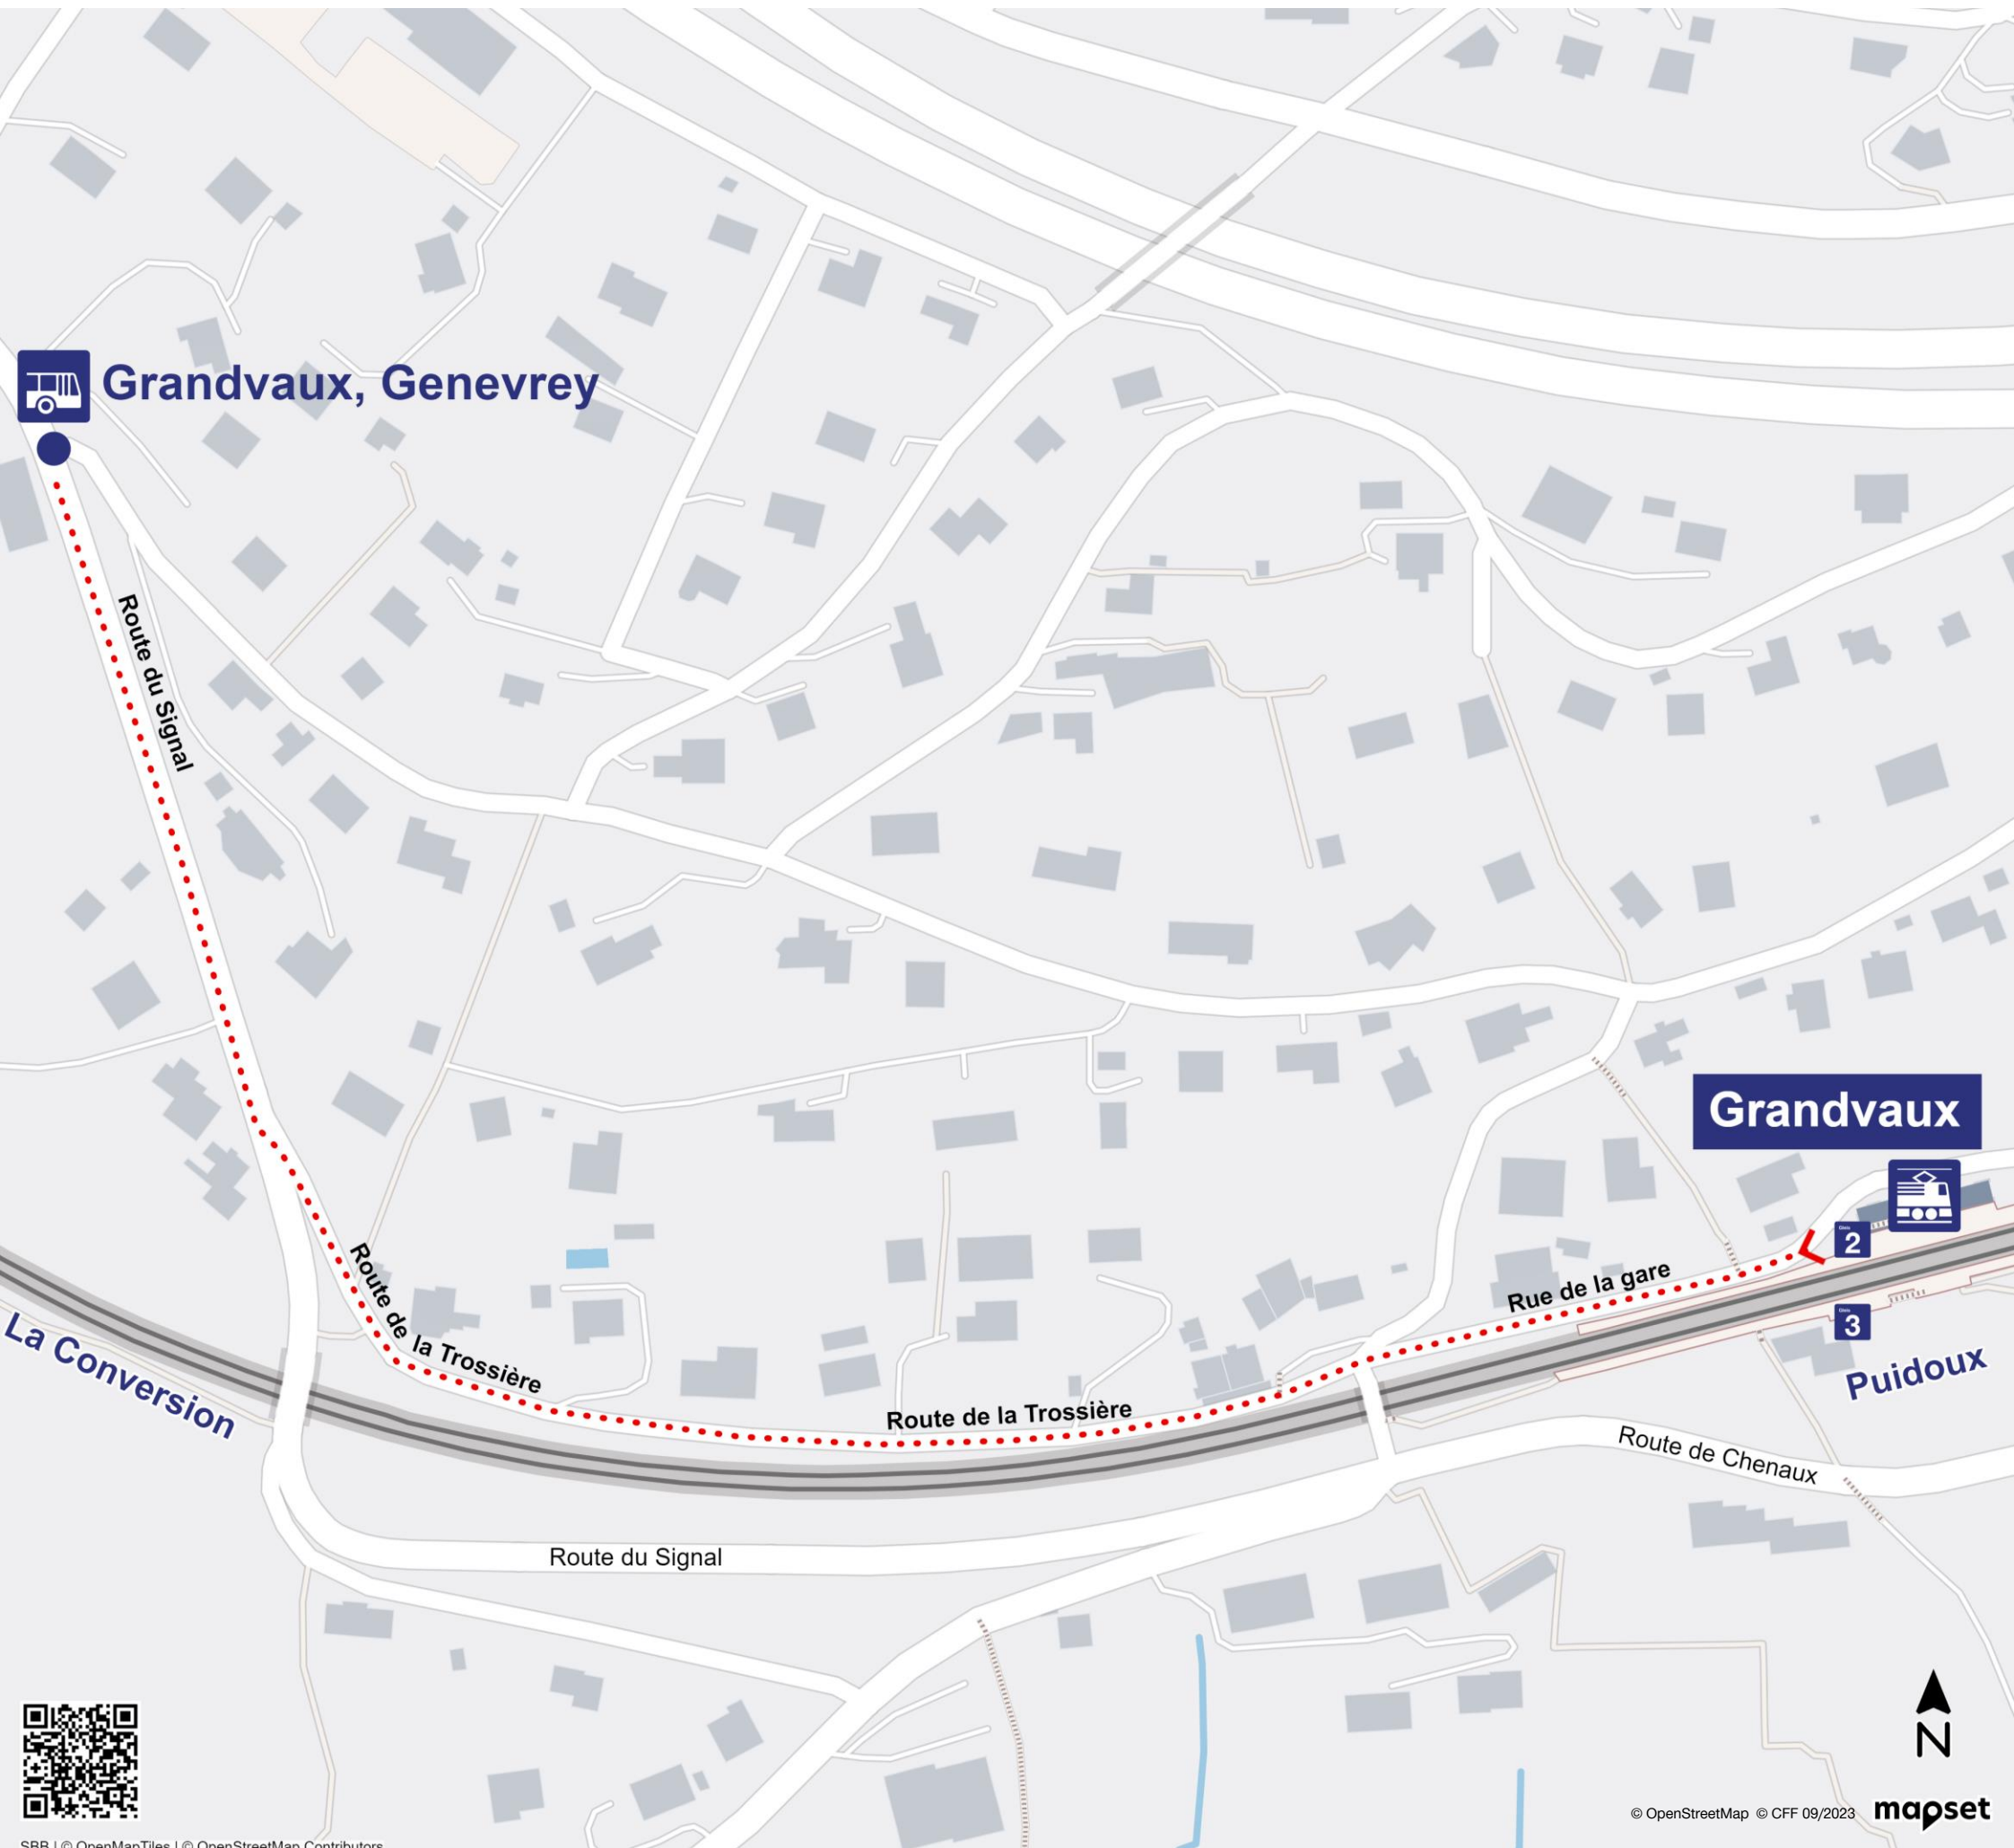 Grandvaux, Genevrey
Route du Signal
Grandvaux
2
Rue de la gare
3
Route de la Trossière
La Conversion
Puidoux
Route de la Trossière
Route de Chenaux
Route du Signal
N
© OpenStreetMap © CFF 09/2023
mapset
SBB | © OpenMapTiles | © OpenStreetMap Contributors